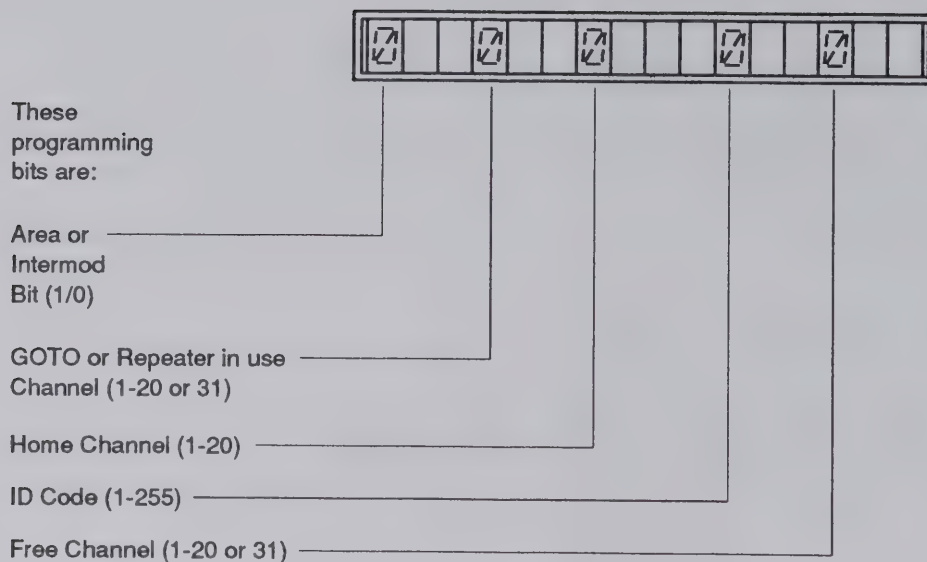 These
programming
bits are:
Area or
Intermod
Bit (1/0)
GOTO or Repeater in use
Channel (1-20 or 31)
Home Channel (1-20)
ID Code (1-255)
Free Channel (1-20 or 31)